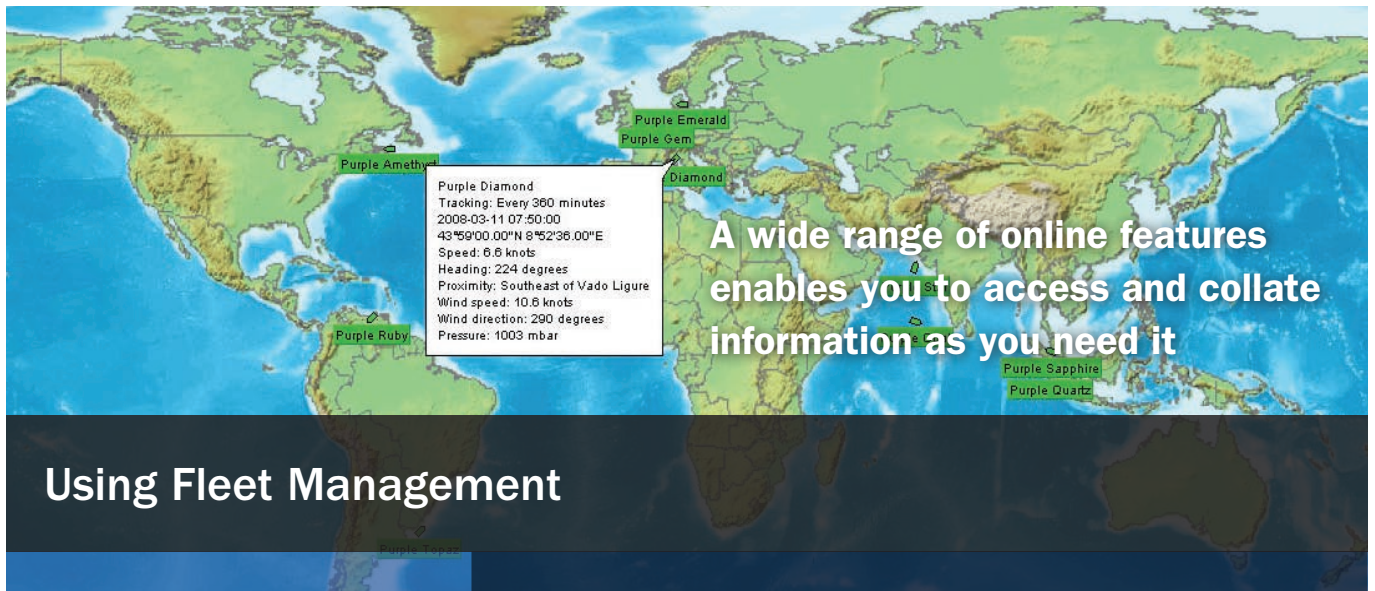 Purple Emerald
Purple Gem
Purple Amethyst
Diamond
Purple Diamond
Tracking: Every 360 minutes
2008-03-11 07:50:00
43°59'00.00"N 8°52'36.00"E
Speed: 6.6 knots
Heading: 224 degrees
Proximity: Southeast of Vado Ligure
Wind speed: 10.6 knots
Wind direction: 290 degrees
Pressure: 1003 mbar
A wide range of online features
enables you to access and collate
information as you need it
Purple Ruby
Purple Sapphire
Purple Quartz
Using Fleet Management
Purple Topaz